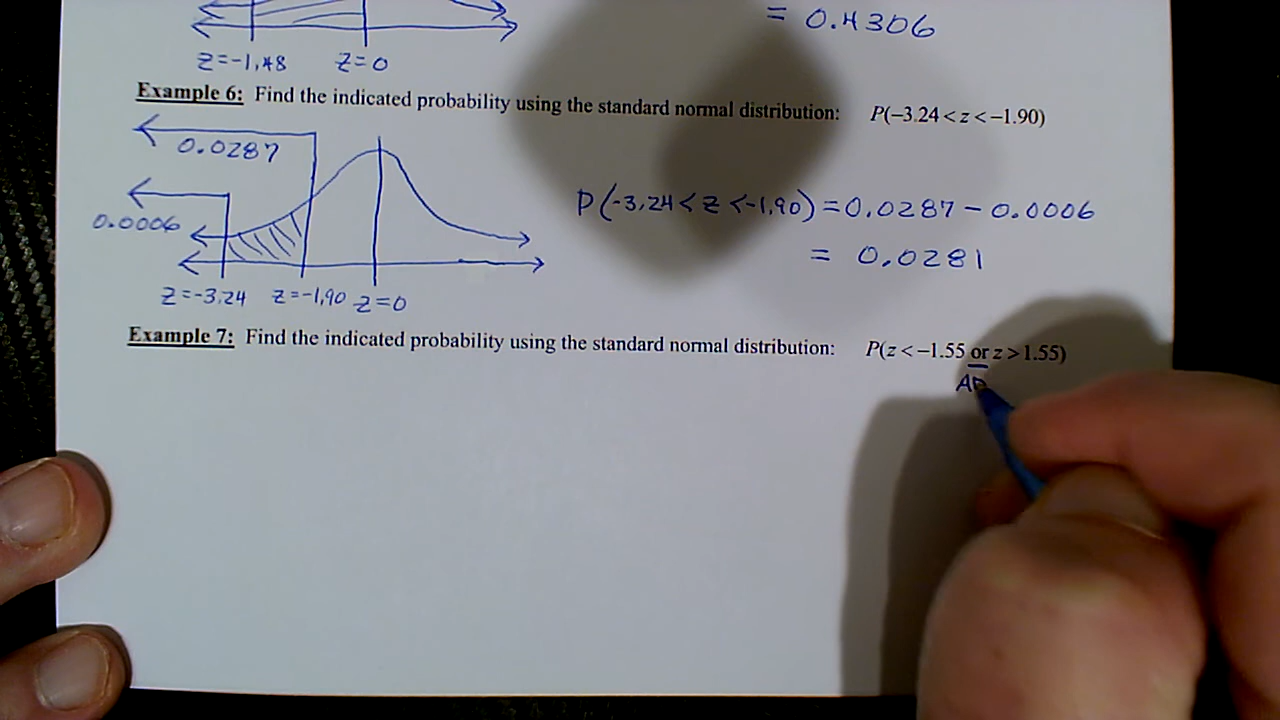 = 0.4306
z=-1.48 z=0
Example 6: Find the indicated probability using the standard normal distribution: P(−3.24 < z < −1.90)
0.0287
0.0006
P(-3.24 < z < -1.90) = 0.0287 - 0.0006
= 0.0281
z=-3.24 z=-1.90 z=0
Example 7: Find the indicated probability using the standard normal distribution: P(z < −1.55 or z > 1.55)